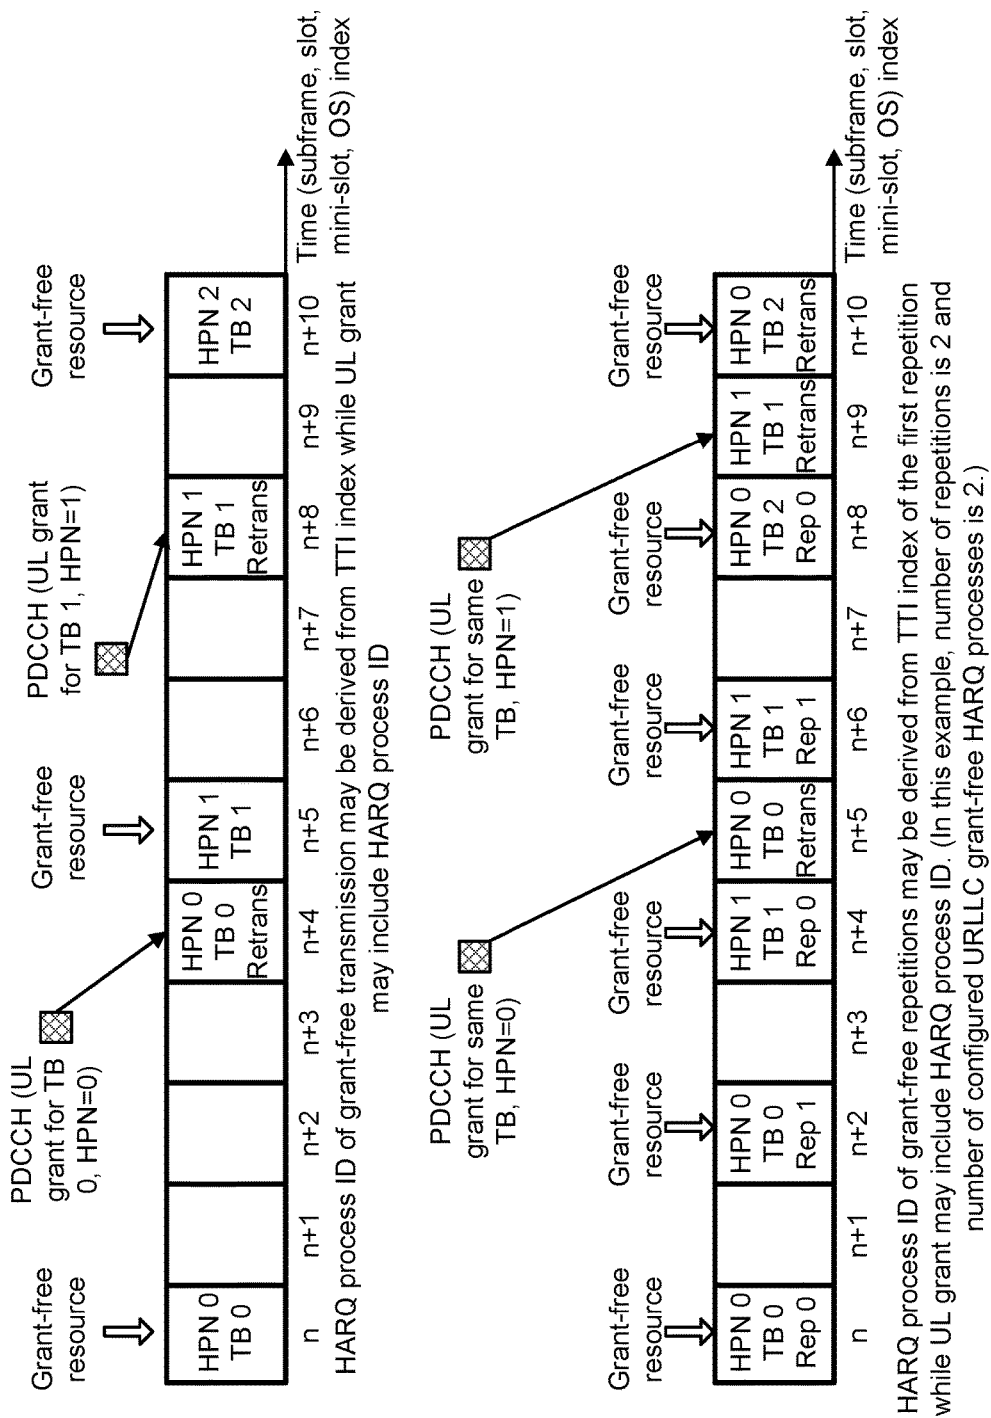 PDCCH (UL
grant for TB
0, HPN=0)
PDCCH (UL grant
for TB 1, HPN=1)
Grant-free
resource
Grant-free
resource
Grant-free
resource
HPN 0
TB 0
HPN 0
TB 0
Retrans
HPN 1
TB 1
HPN 1
TB 1
Retrans
HPN 2
TB 2
n
n+1
n+2
n+3
n+4
n+5
n+6
n+7
n+8
n+9
n+10
Time (subframe, slot,
mini-slot, OS) index
HARQ process ID of grant-free transmission may be derived from TTI index while UL grant
may include HARQ process ID
PDCCH (UL
grant for same
TB, HPN=0)
PDCCH (UL
grant for same
TB, HPN=1)
Grant-free
resource
Grant-free
resource
Grant-free
resource
Grant-free
resource
Grant-free
resource
Grant-free
resource
HPN 0
TB 0
Rep 0
HPN 0
TB 0
Rep 1
HPN 1
TB 1
Rep 0
HPN 0
TB 0
Retrans
HPN 1
TB 1
Rep 1
HPN 0
TB 2
Rep 0
HPN 1
TB 1
Retrans
HPN 0
TB 2
Retrans
n
n+1
n+2
n+3
n+4
n+5
n+6
n+7
n+8
n+9
n+10
Time (subframe, slot,
mini-slot, OS) index
HARQ process ID of grant-free repetitions may be derived from TTI index of the first repetition
while UL grant may include HARQ process ID. (In this example, number of repetitions is 2 and
number of configured URLLC grant-free HARQ processes is 2.)